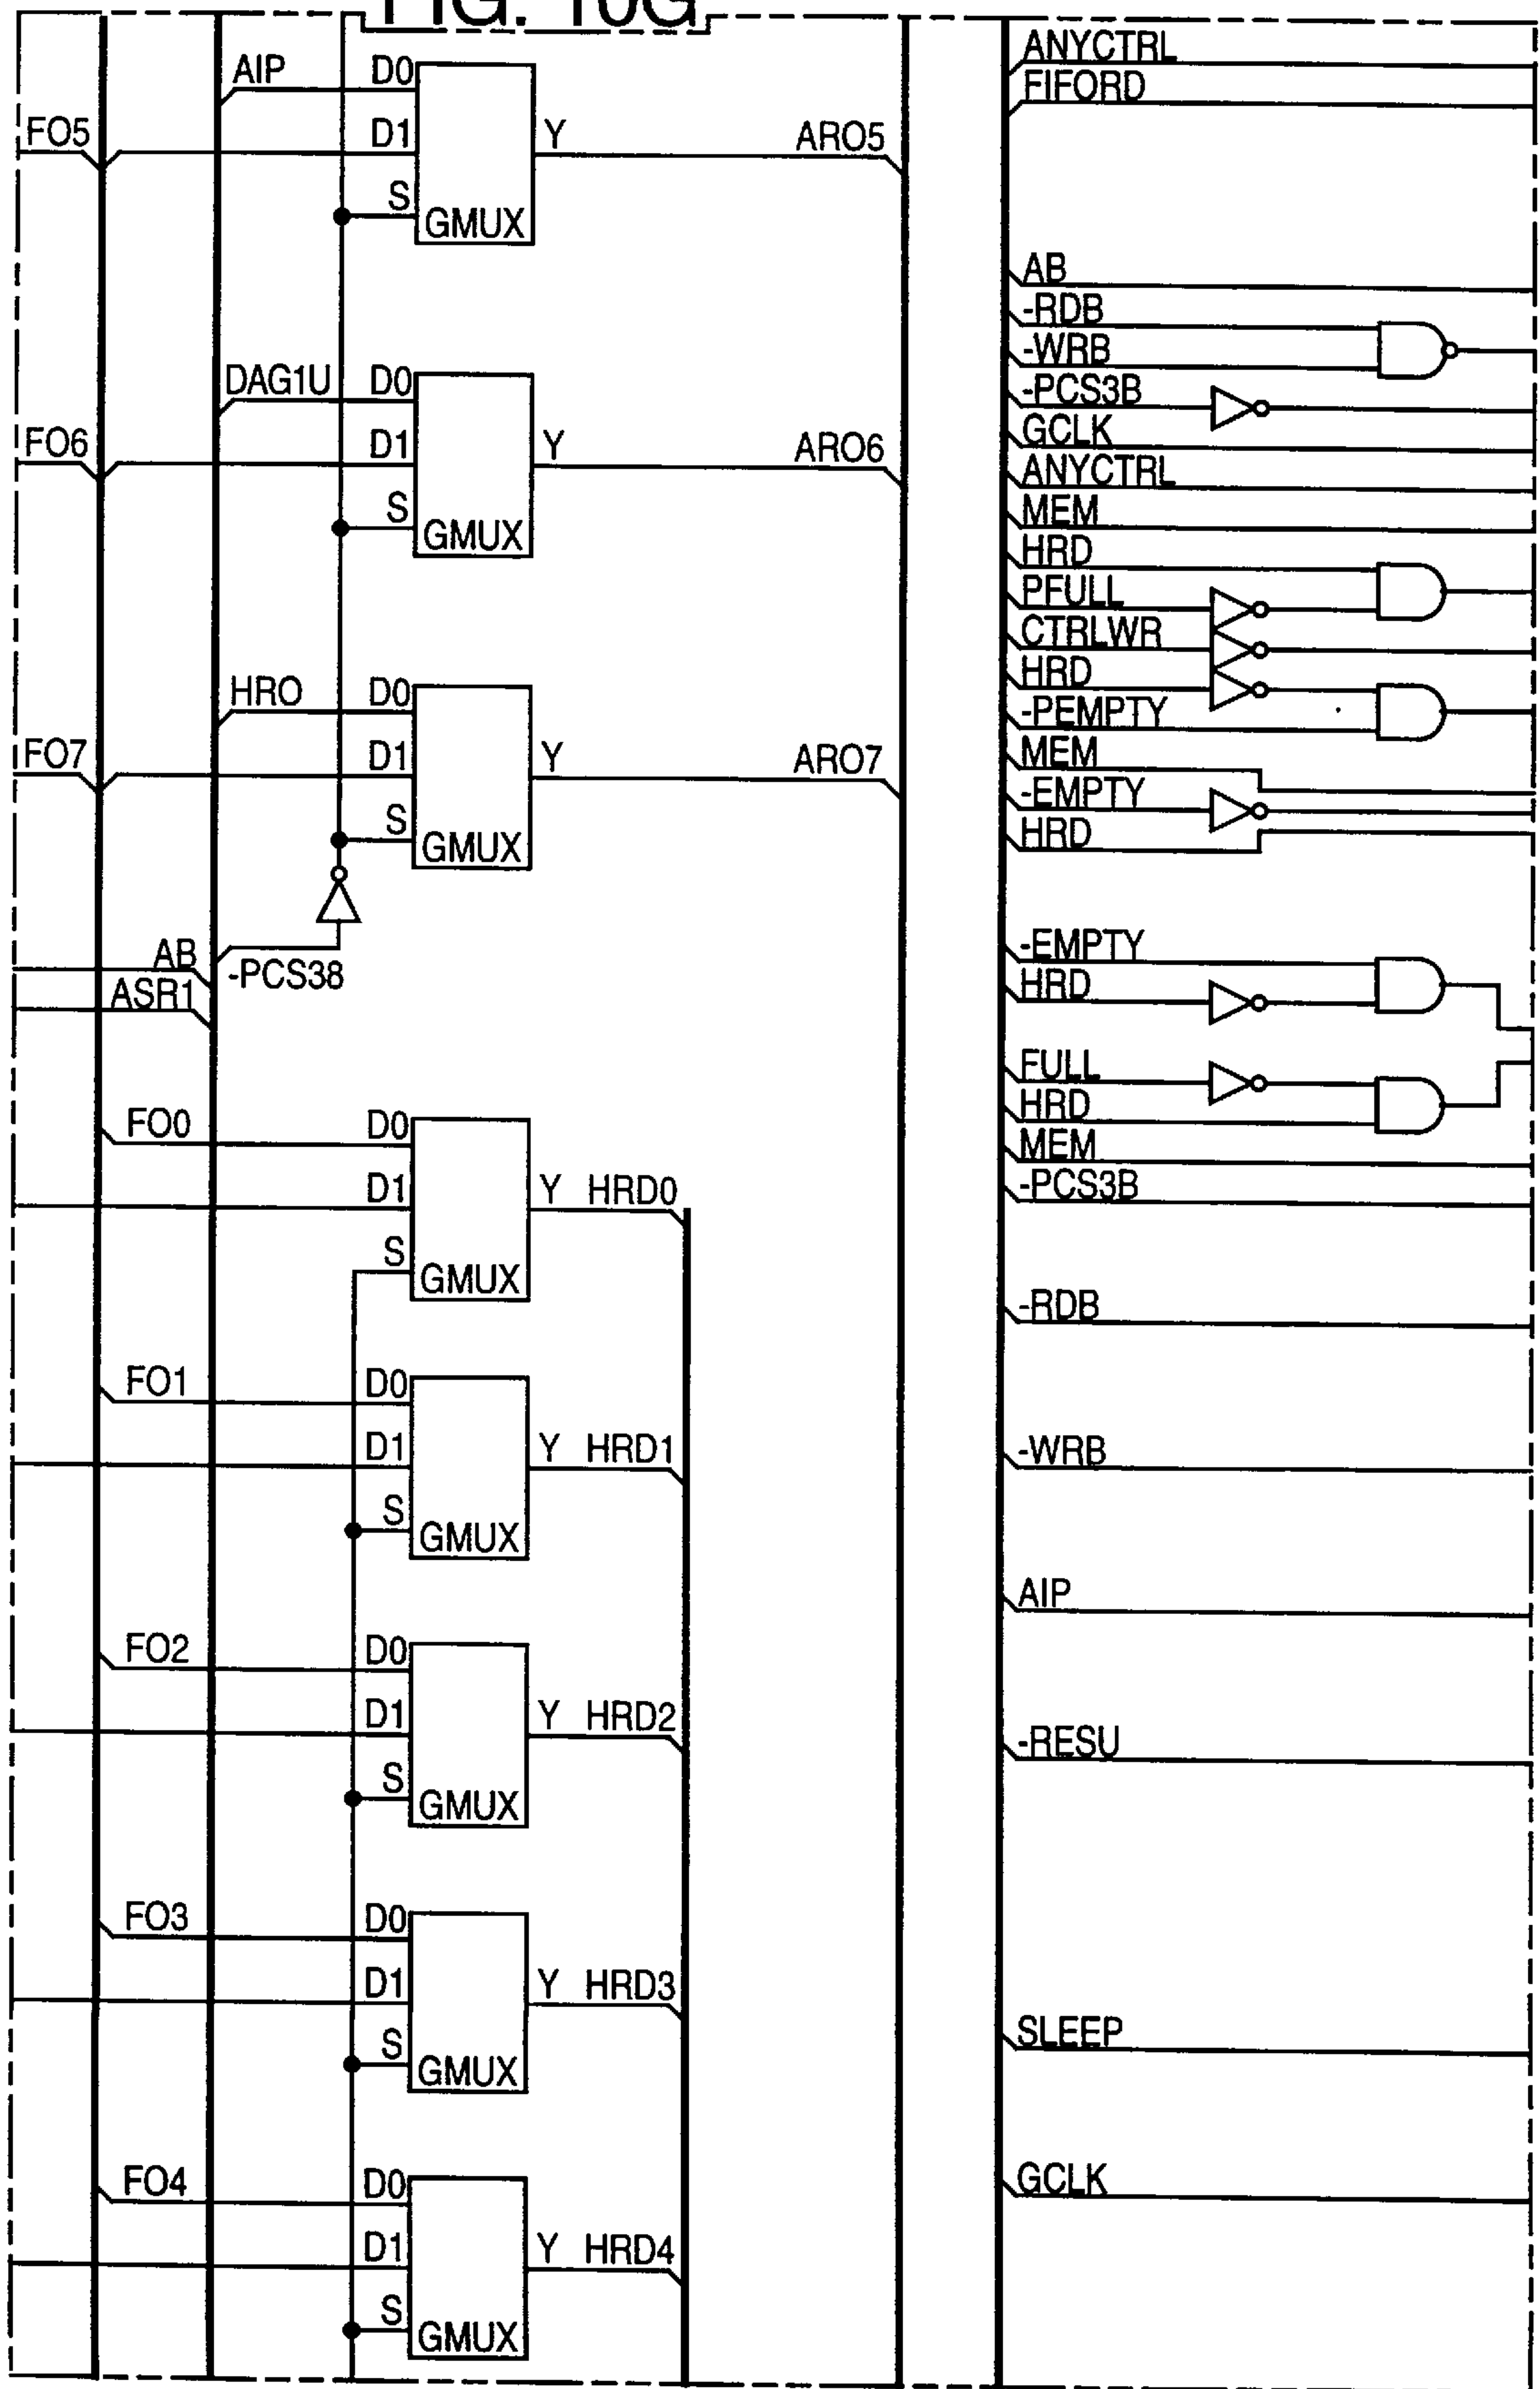 FIG. 10G
AIP D0
FO5 D1 Y ARO5
S
GMUX
DAG1U D0
FO6 D1 Y ARO6
S
GMUX
HRO D0
FO7 D1 Y ARO7
S
GMUX
AB
-PCS38
ASR1
FO0 D0
D1 Y HRD0
S
GMUX
FO1 D0
D1 Y HRD1
S
GMUX
FO2 D0
D1 Y HRD2
S
GMUX
FO3 D0
D1 Y HRD3
S
GMUX
FO4 D0
D1 Y HRD4
S
GMUX
ANYCTRL
FIFORD
AB
-RDB
-WRB
-PCS3B
GCLK
ANYCTRL
MEM
HRD
PFULL
CTRLWR
HRD
-PEMPTY
MEM
-EMPTY
HRD
-EMPTY
HRD
FULL
HRD
MEM
-PCS3B
-RDB
-WRB
AIP
-RESU
SLEEP
GCLK